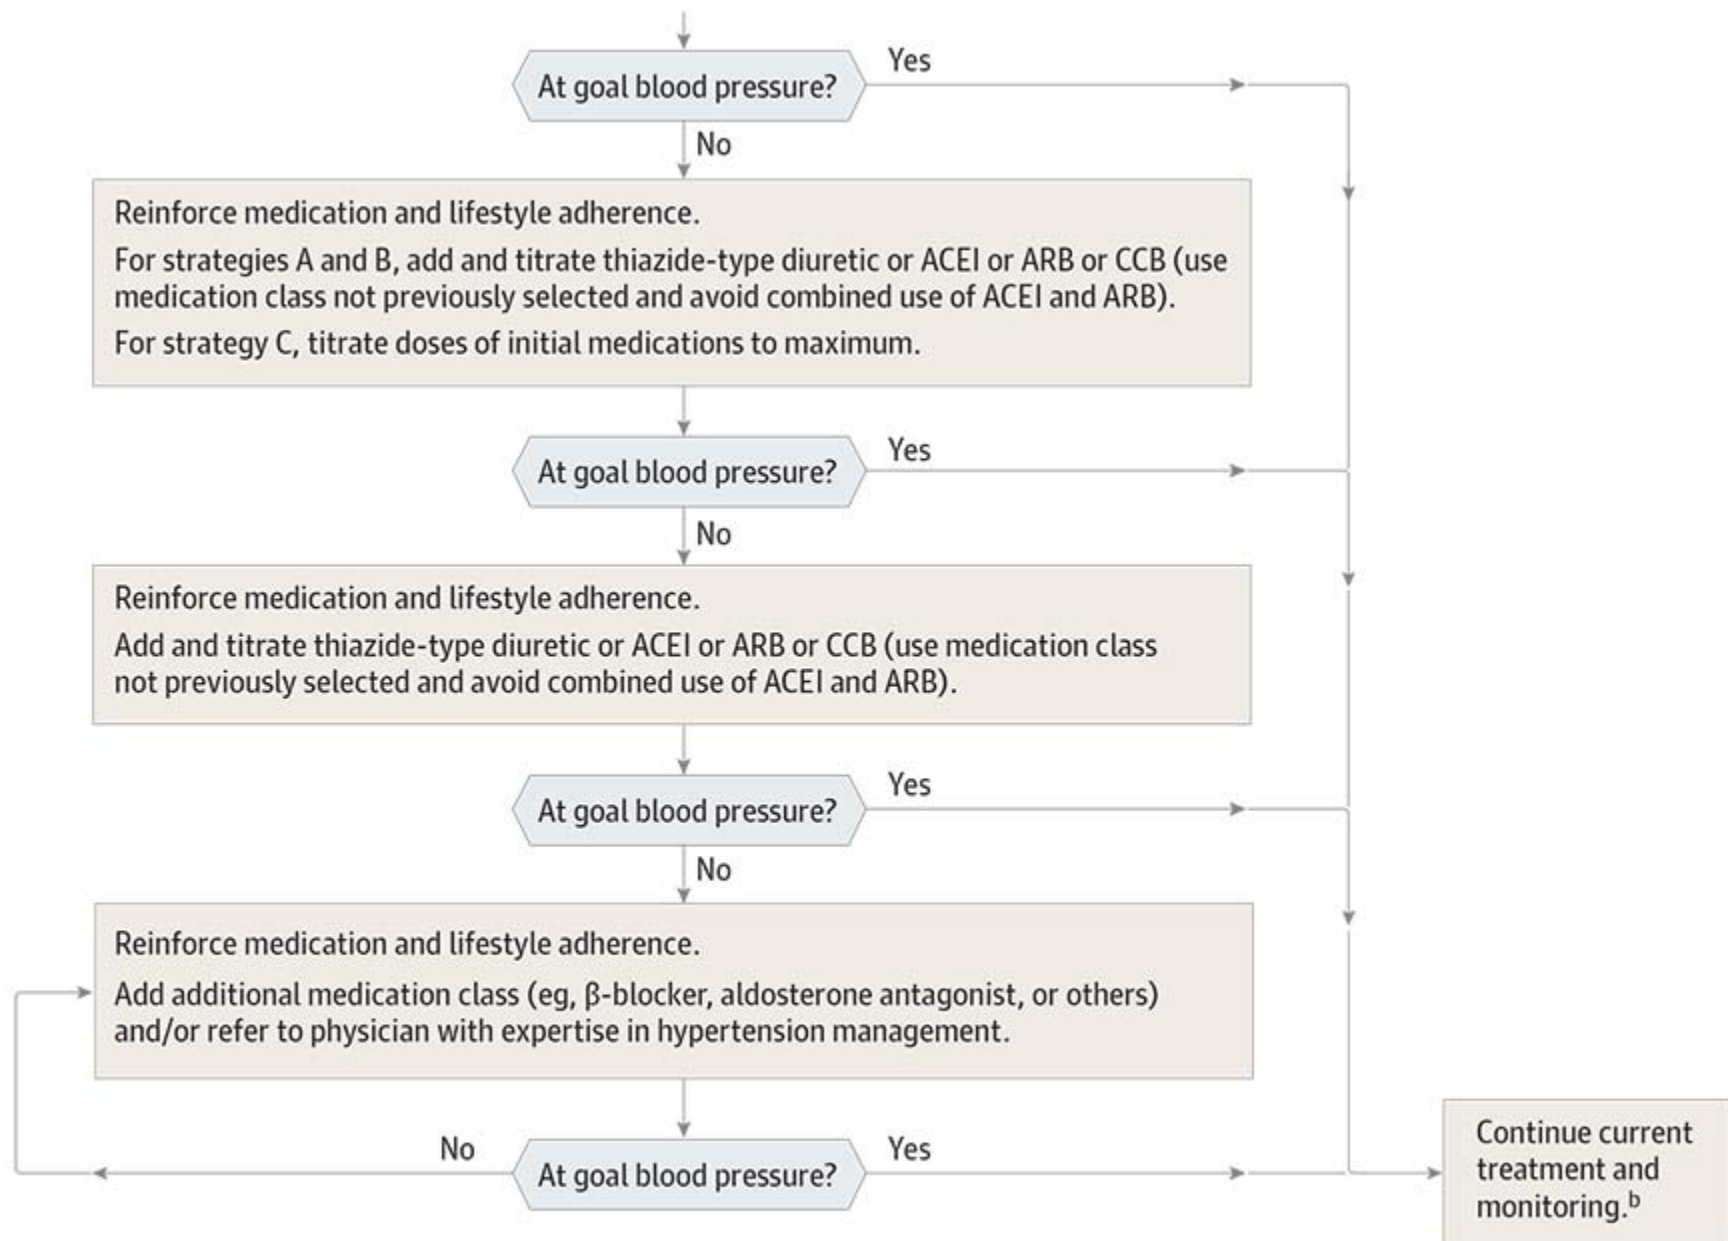 At goal blood pressure?
Yes
No
Reinforce medication and lifestyle adherence.
For strategies A and B, add and titrate thiazide-type diuretic or ACEI or ARB or CCB (use
medication class not previously selected and avoid combined use of ACEI and ARB).
For strategy C, titrate doses of initial medications to maximum.
At goal blood pressure?
Yes
No
Reinforce medication and lifestyle adherence.
Add and titrate thiazide-type diuretic or ACEI or ARB or CCB (use medication class
not previously selected and avoid combined use of ACEI and ARB).
At goal blood pressure?
Yes
No
Reinforce medication and lifestyle adherence.
Add additional medication class (eg, β-blocker, aldosterone antagonist, or others)
and/or refer to physician with expertise in hypertension management.
No
At goal blood pressure?
Yes
Continue current
treatment and
monitoring.b